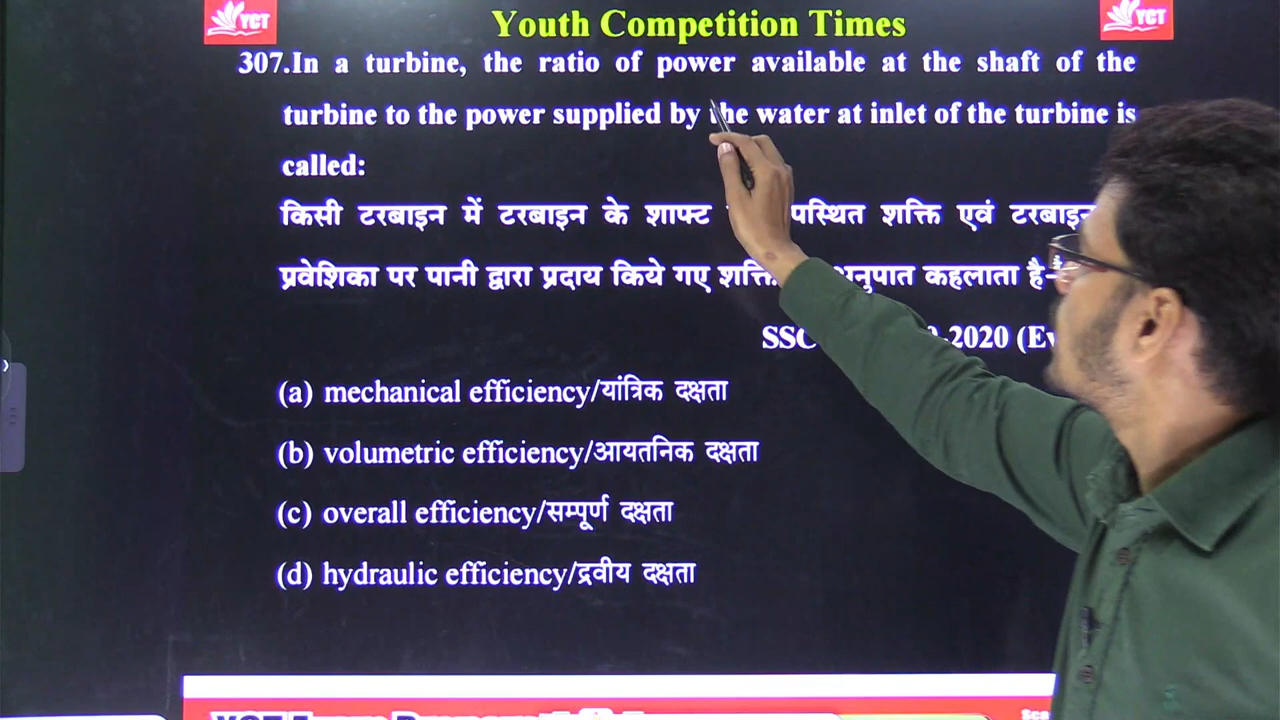 YCT
Youth Competition Times
YCT
307.In a turbine, the ratio of power available at the shaft of the
turbine to the power supplied by the water at inlet of the turbine is
called:
किसी टरबाइन में टरबाइन के शाफ्ट शक्ति एवं टरबाइन
प्रवेशिका पर पानी द्वारा प्रदाय किये गए कहलाता है-
SSC 2020
(a) mechanical efficiency/यांत्रिक दक्षता
(b) volumetric efficiency/आयतनिक दक्षता
(c) overall efficiency/सम्पूर्ण दक्षता
(d) hydraulic efficiency/द्रवीय दक्षता